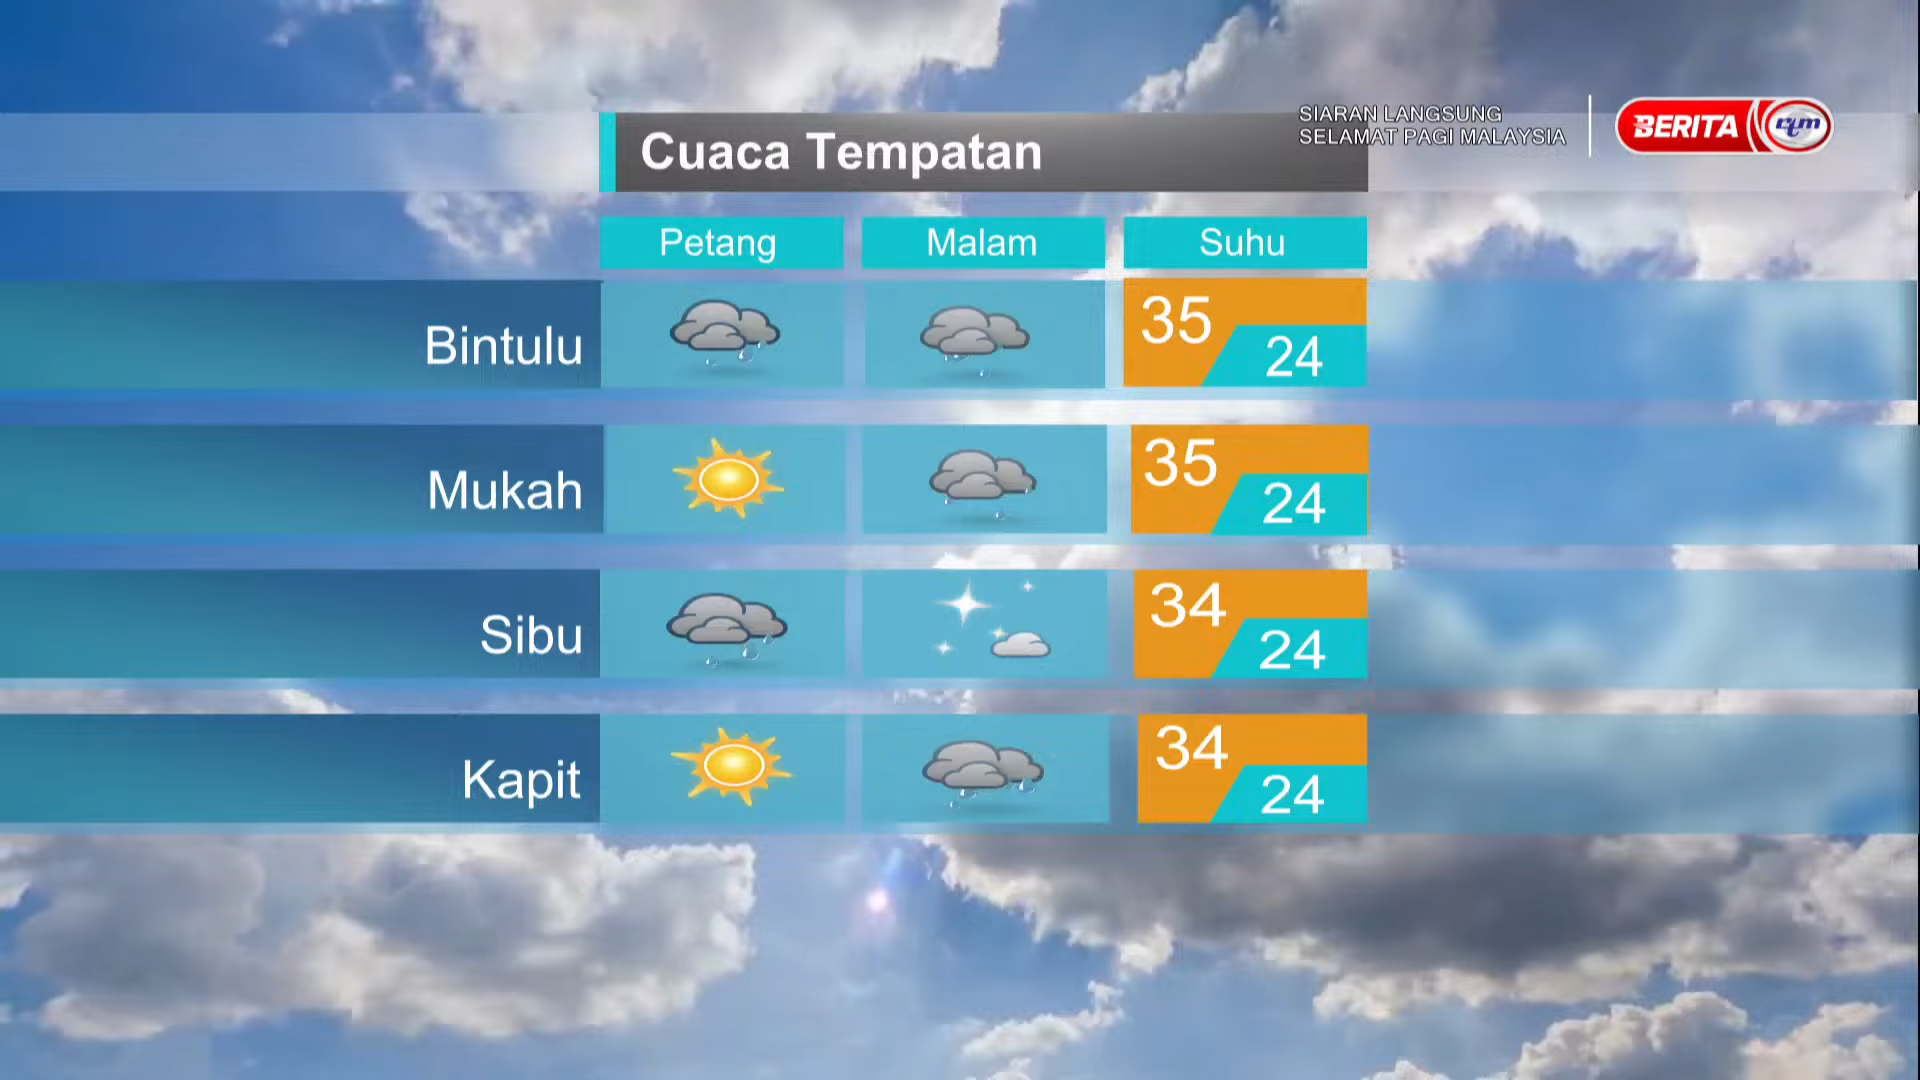 SIARAN LANGSUNG
SELAMAT PAGI MALAYSIA
BERITA rtm
Cuaca Tempatan
Petang Malam Suhu
Bintulu 35 24
Mukah 35 24
Sibu 34 24
Kapit 34 24